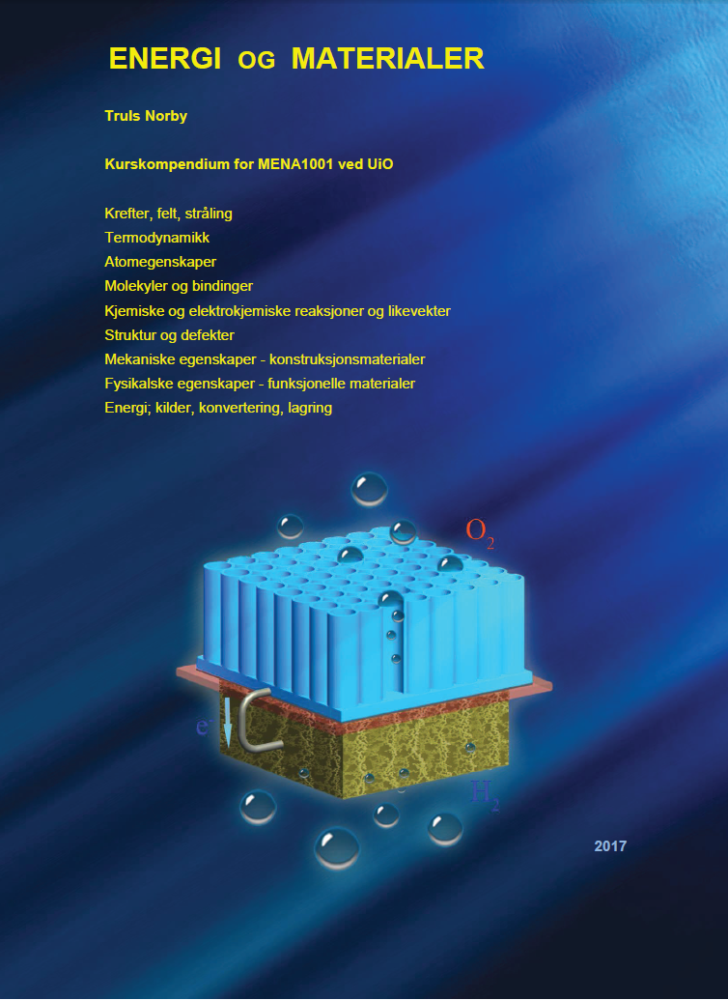 ENERGI OG MATERIALER
Truls Norby
Kurskompendium for MENA1001 ved UiO
Krefter, felt, stråling
Termodynamikk
Atomegenskaper
Molekyler og bindinger
Kjemiske og elektrokjemiske reaksjoner og likevekter
Struktur og defekter
Mekaniske egenskaper - konstruksjonsmaterialer
Fysikalske egenskaper - funksjonelle materialer
Energi; kilder, konvertering, lagring
O2
e-
H2
2017